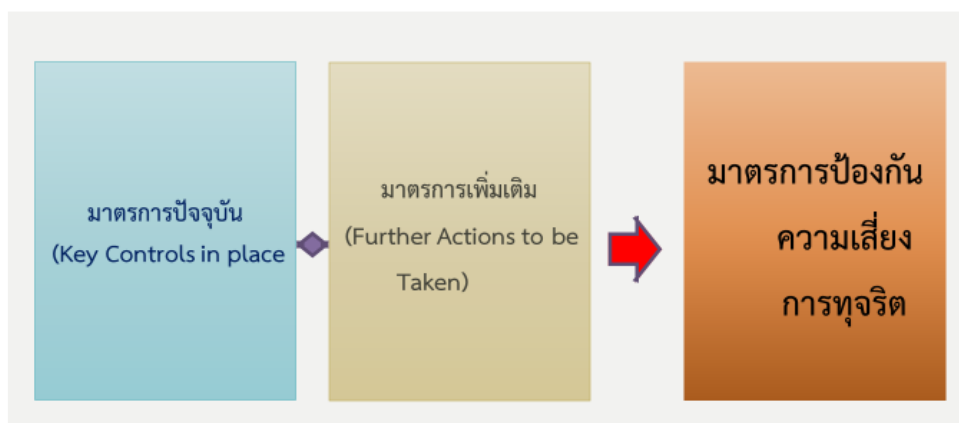 มาตรการปัจจุบัน
(Key Controls in place
มาตรการเพิ่มเติม
(Further Actions to be
Taken)
มาตรการป้องกัน
ความเสี่ยง
การทุจริต